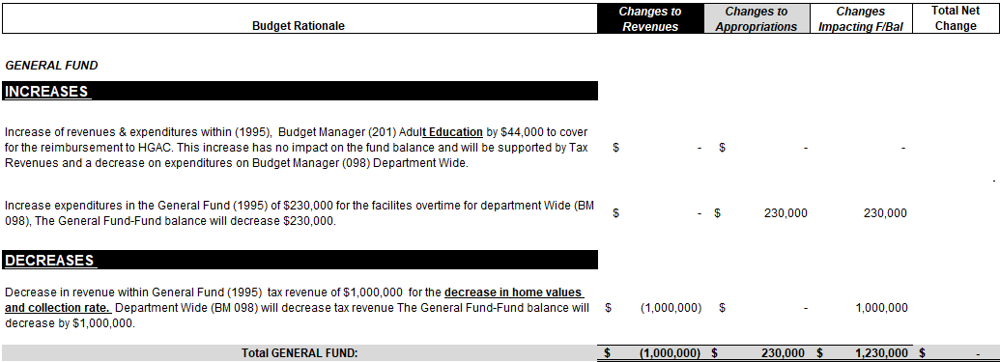 Budget Rationale Changes to Revenues Changes to Appropriations Changes Impacting F/Bal Total Net Change
GENERAL FUND
INCREASES
Increase of revenues & expenditures within (1995), Budget Manager (201) Adult Education by $44,000 to cover
for the reimbursement to HGAC. This increase has no impact on the fund balance and will be supported by Tax $ - $ - -
Revenues and a decrease on expenditures on Budget Manager (098) Department Wide.
Increase expenditures in the General Fund (1995) of $230,000 for the facilites overtime for department Wide (BM $ - $ 230,000 230,000
098), The General Fund-Fund balance will decrease $230,000.
DECREASES
Decrease in revenue within General Fund (1995) tax revenue of $1,000,000 for the decrease in home values
and collection rate. Department Wide (BM 098) will decrease tax revenue The General Fund-Fund balance will $ (1,000,000) $ - 1,000,000
decrease by $1,000,000.
Total GENERAL FUND: $ (1,000,000) $ 230,000 $ 1,230,000 $ -